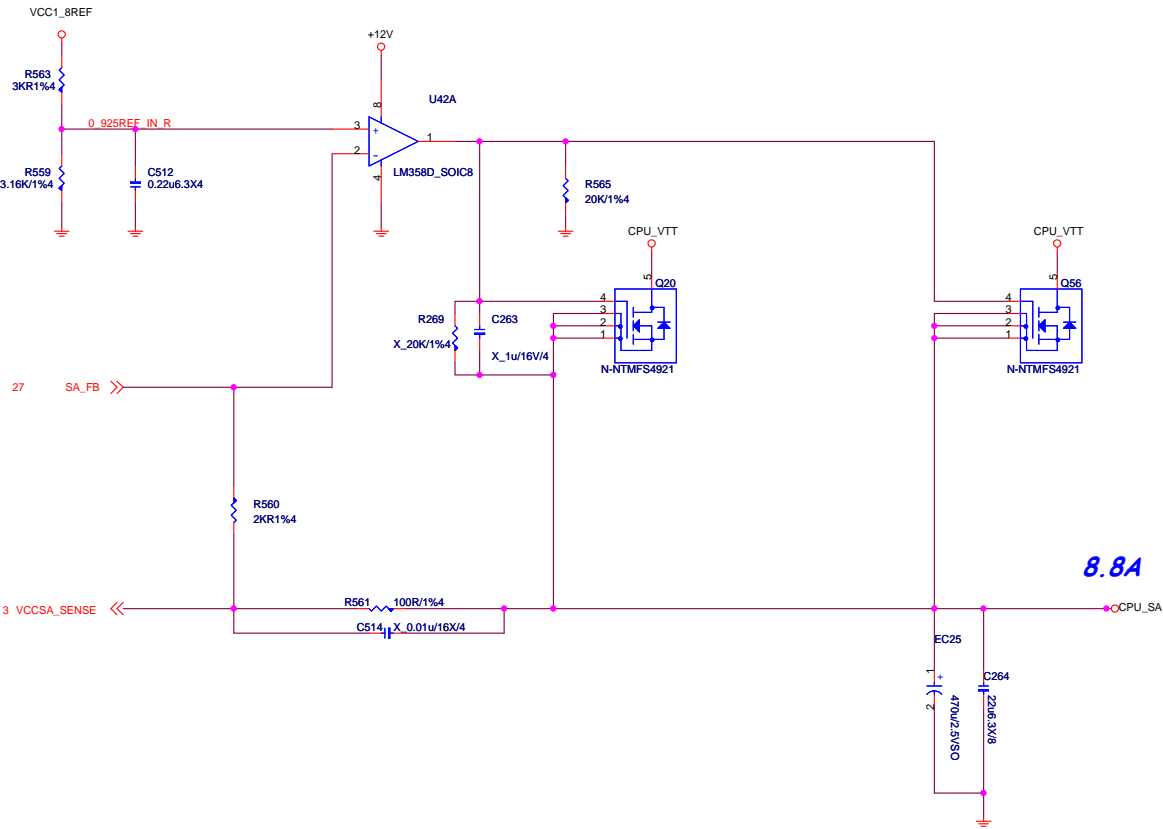 VCC1_8REF
+12V
R563
3KR1%4
8
U42A
0_925REF_IN_R
3
+
1
2
-
R559
3.16K/1%4
C512
0.22u6.3X4
4
LM358D_SOIC8
R565
20K/1%4
CPU_VTT
CPU_VTT
5
Q20
5
Q56
4
3
2
1
4
3
2
1
R269
X_20K/1%4
C263
X_1u/16V/4
N-NTMFS4921
N-NTMFS4921
27 SA_FB
R560
2KR1%4
8.8A
3 VCCSA_SENSE
R561 100R/1%4
CPU_SA
C514 X_0.01u/16X/4
EC25
1
+
2
470u/2.5VSO
C264
22u6.3X/8